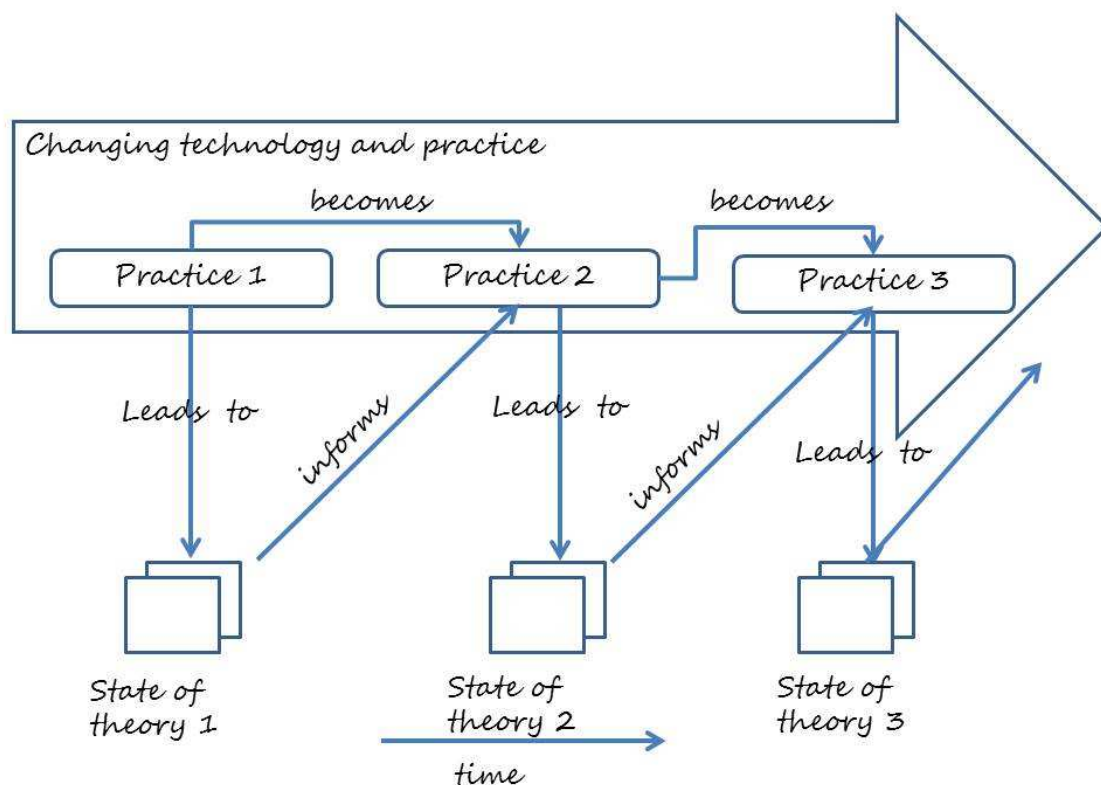 Changing technology and practice
becomes
becomes
Practice 1
Practice 2
Practice 3
Leads to
informs
Leads to
informs
Leads to
State of
theory 1
State of
theory 2
State of
theory 3
time